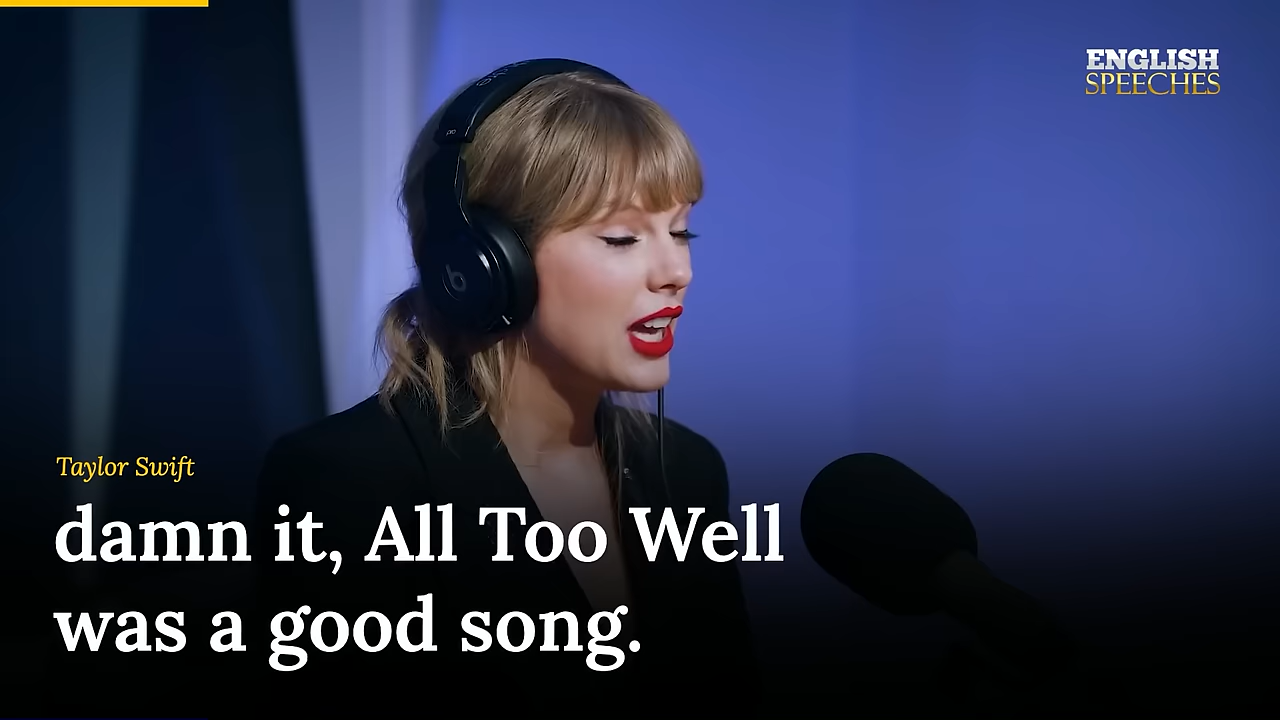 ENGLISH
SPEECHES
Taylor Swift
damn it, All Too Well
was a good song.